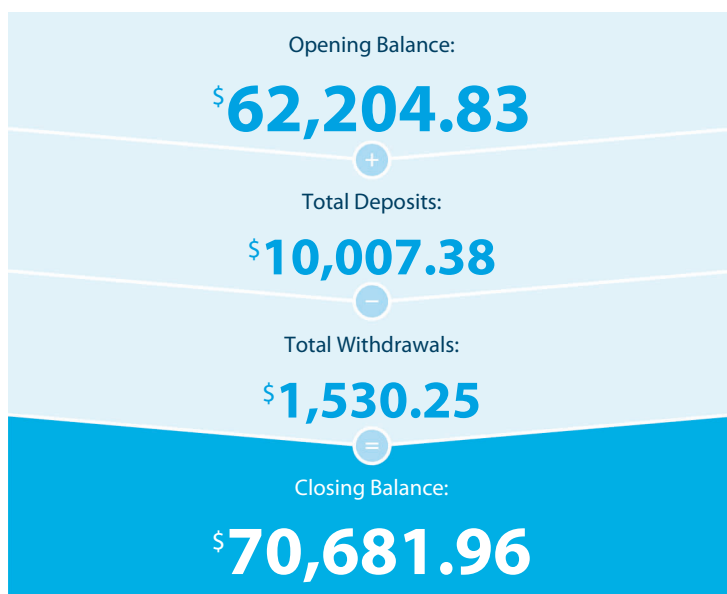 Opening Balance:
$62,204.83
+
Total Deposits:
$10,007.38
−
Total Withdrawals:
$1,530.25
=
Closing Balance:
$70,681.96